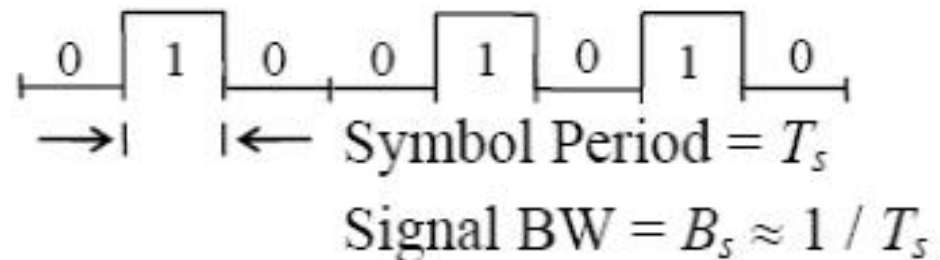 0 1 0 0 1 0 1 0
Symbol Period = Tₛ
Signal BW = Bₛ ≈ 1 / Tₛ